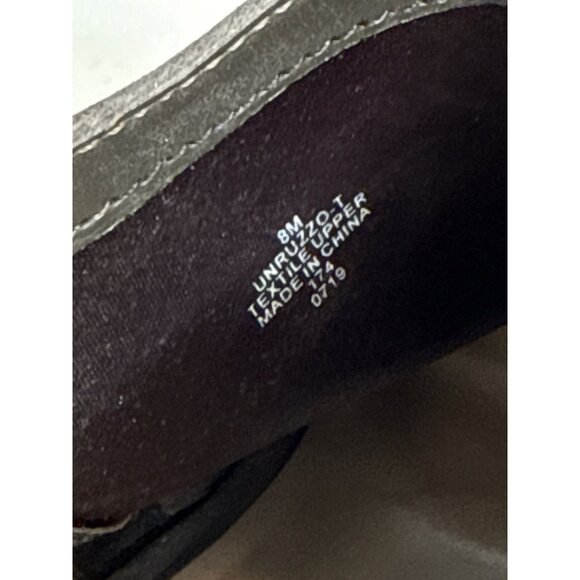 8M
UNRUZZO-T
TEXTILE UPPER
MADE IN CHINA
174
0719